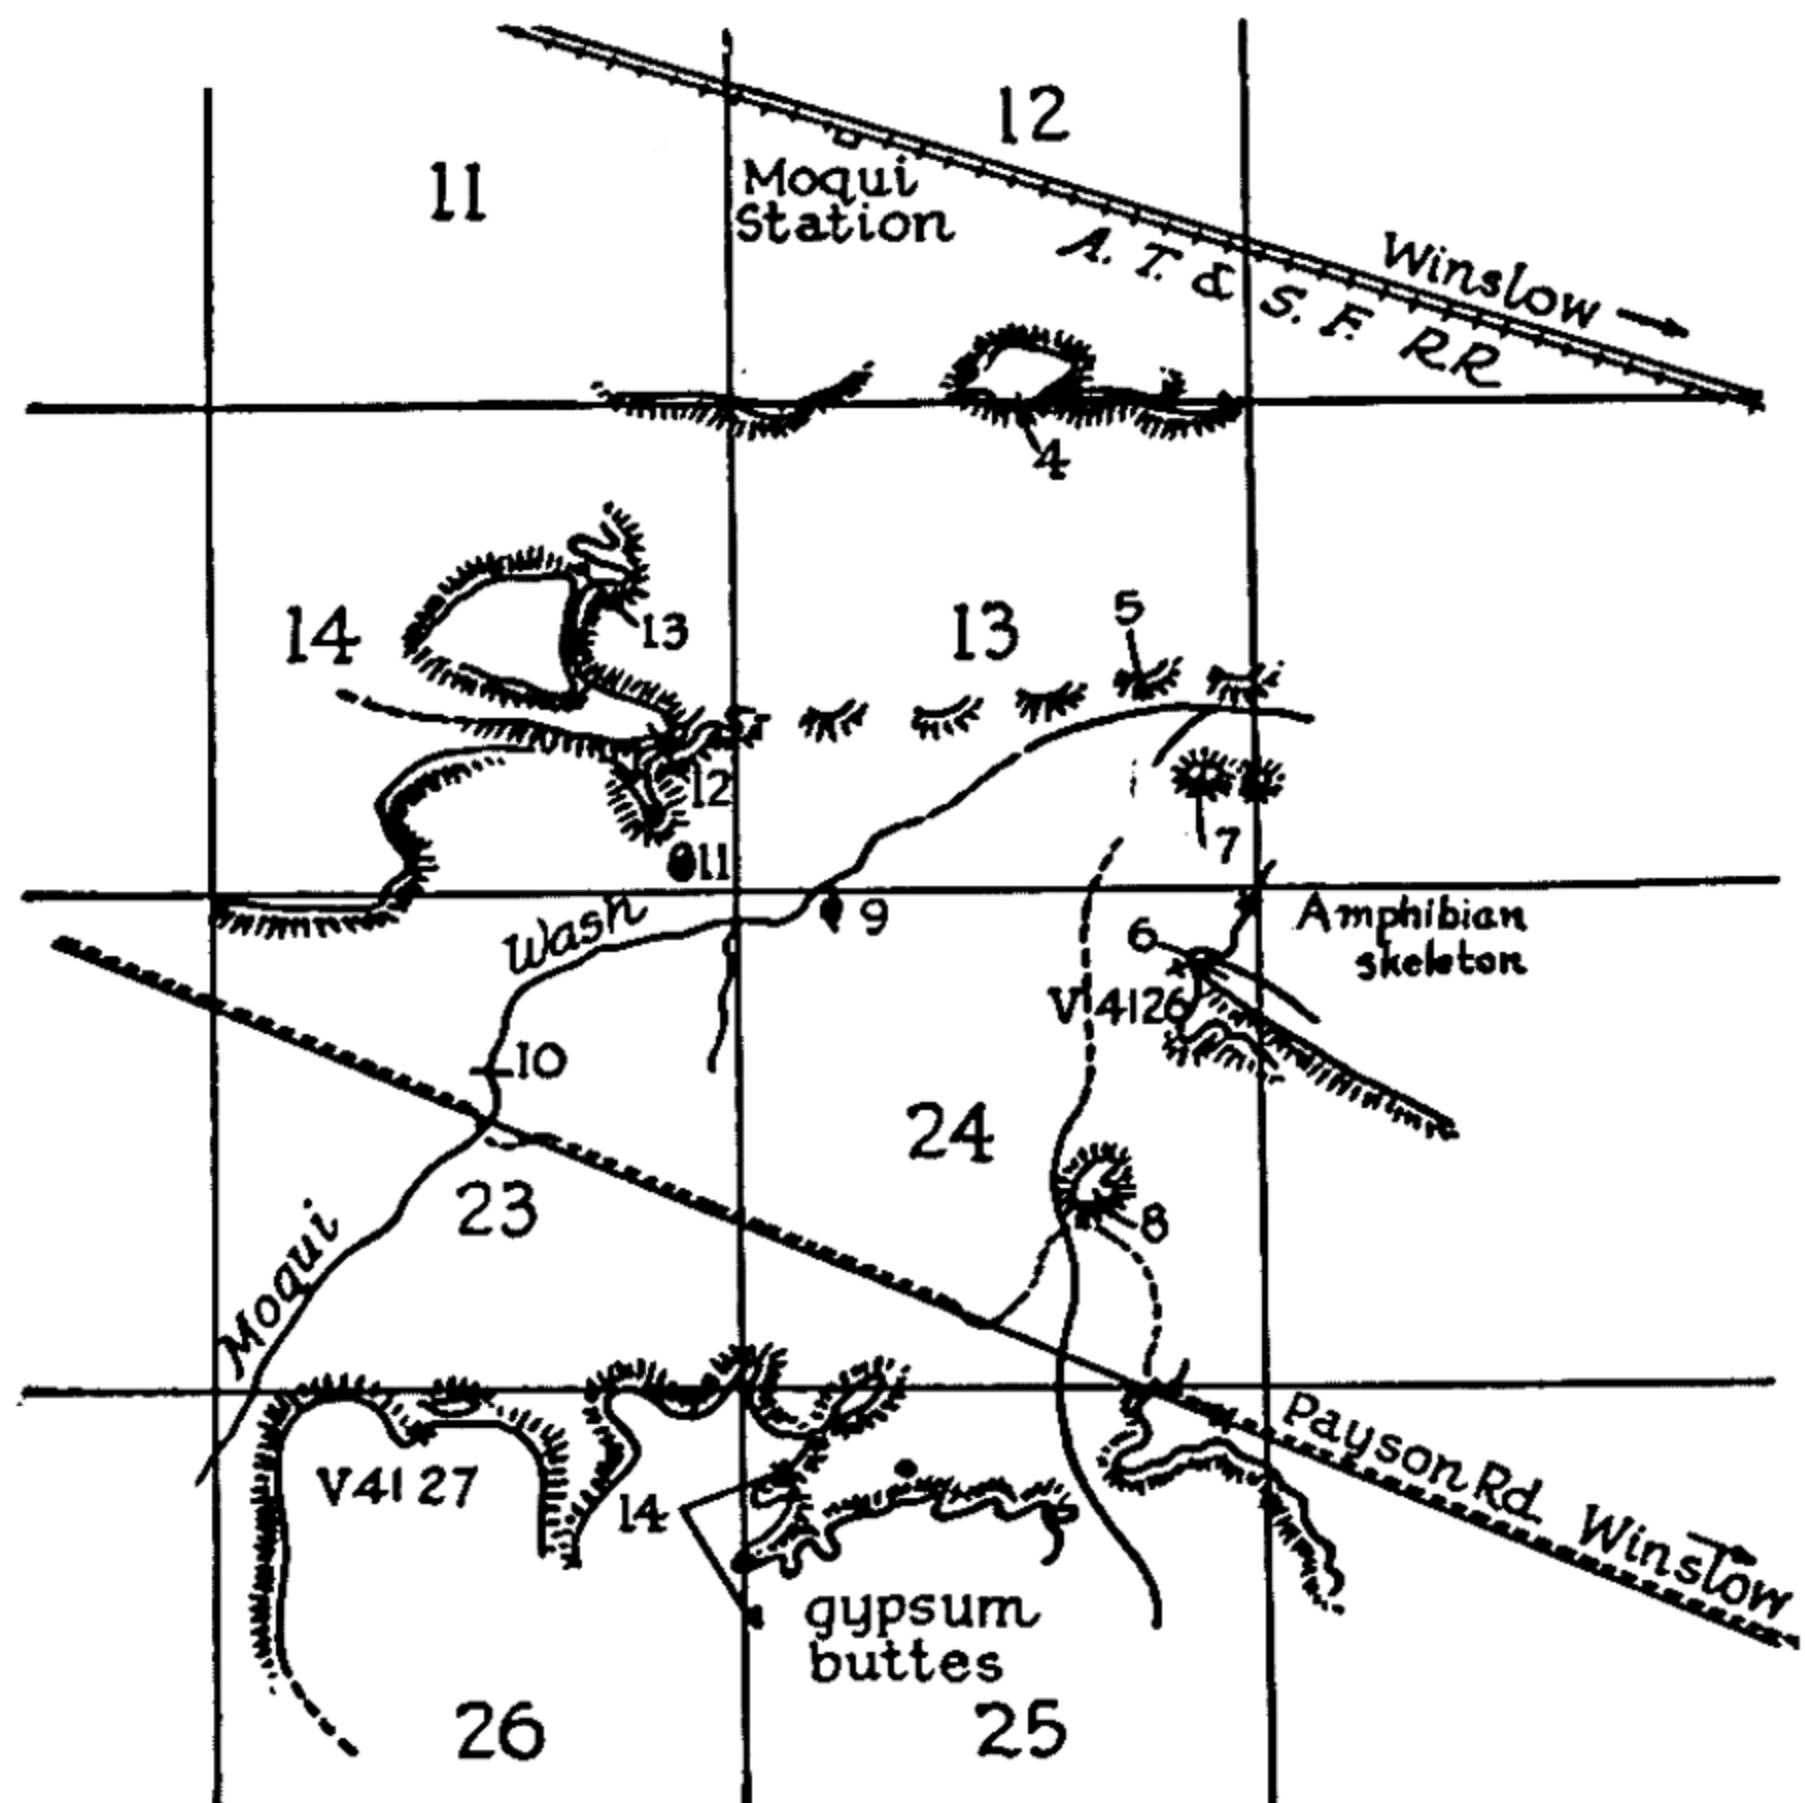 12
11
Moqui
Station
A. T. & S. F. RR
Winslow
4
14
13
13
5
12
7
11
Wash
9
Amphibian
skeleton
6
V4126
10
24
23
8
Moqui
Payson Rd.
Winslow
V4127
14
gypsum
buttes
26
25